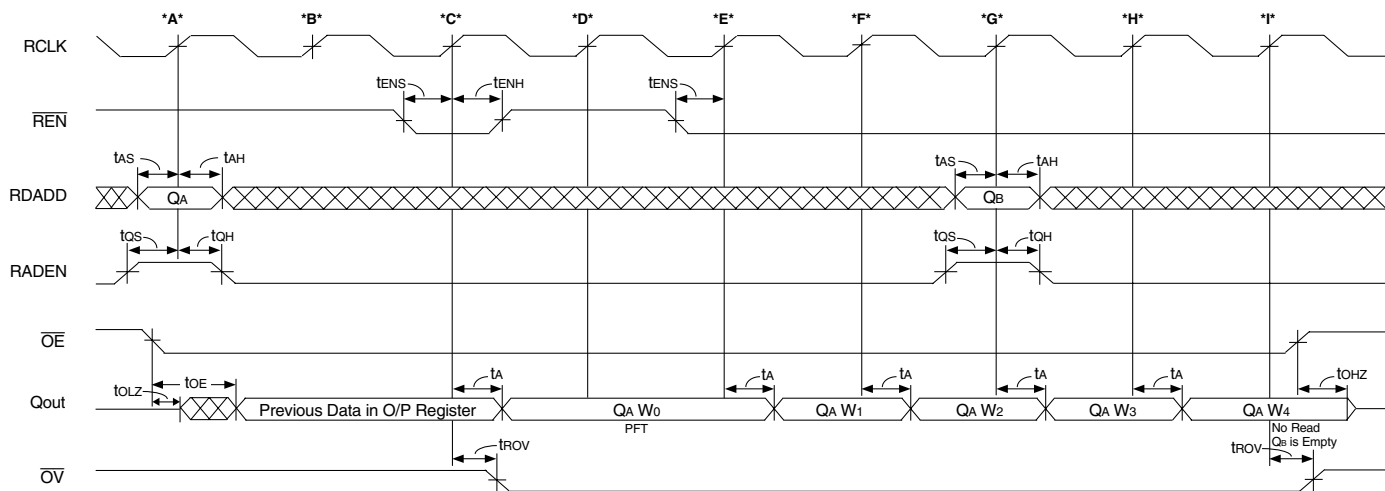 *A* *B* *C* *D* *E* *F* *G* *H* *I*
RCLK
tENS tENH tENS
REN
tAS tAH tAS tAH
RDADD QA QB
tQS tQH tQS tQH
RADEN
OE
tOLZ tOE tA tA tA tA tA tOHZ
Qout Previous Data in O/P Register QA W0 QA W1 QA W2 QA W3 QA W4
PFT No Read
QB is Empty
tROV tROV
OV